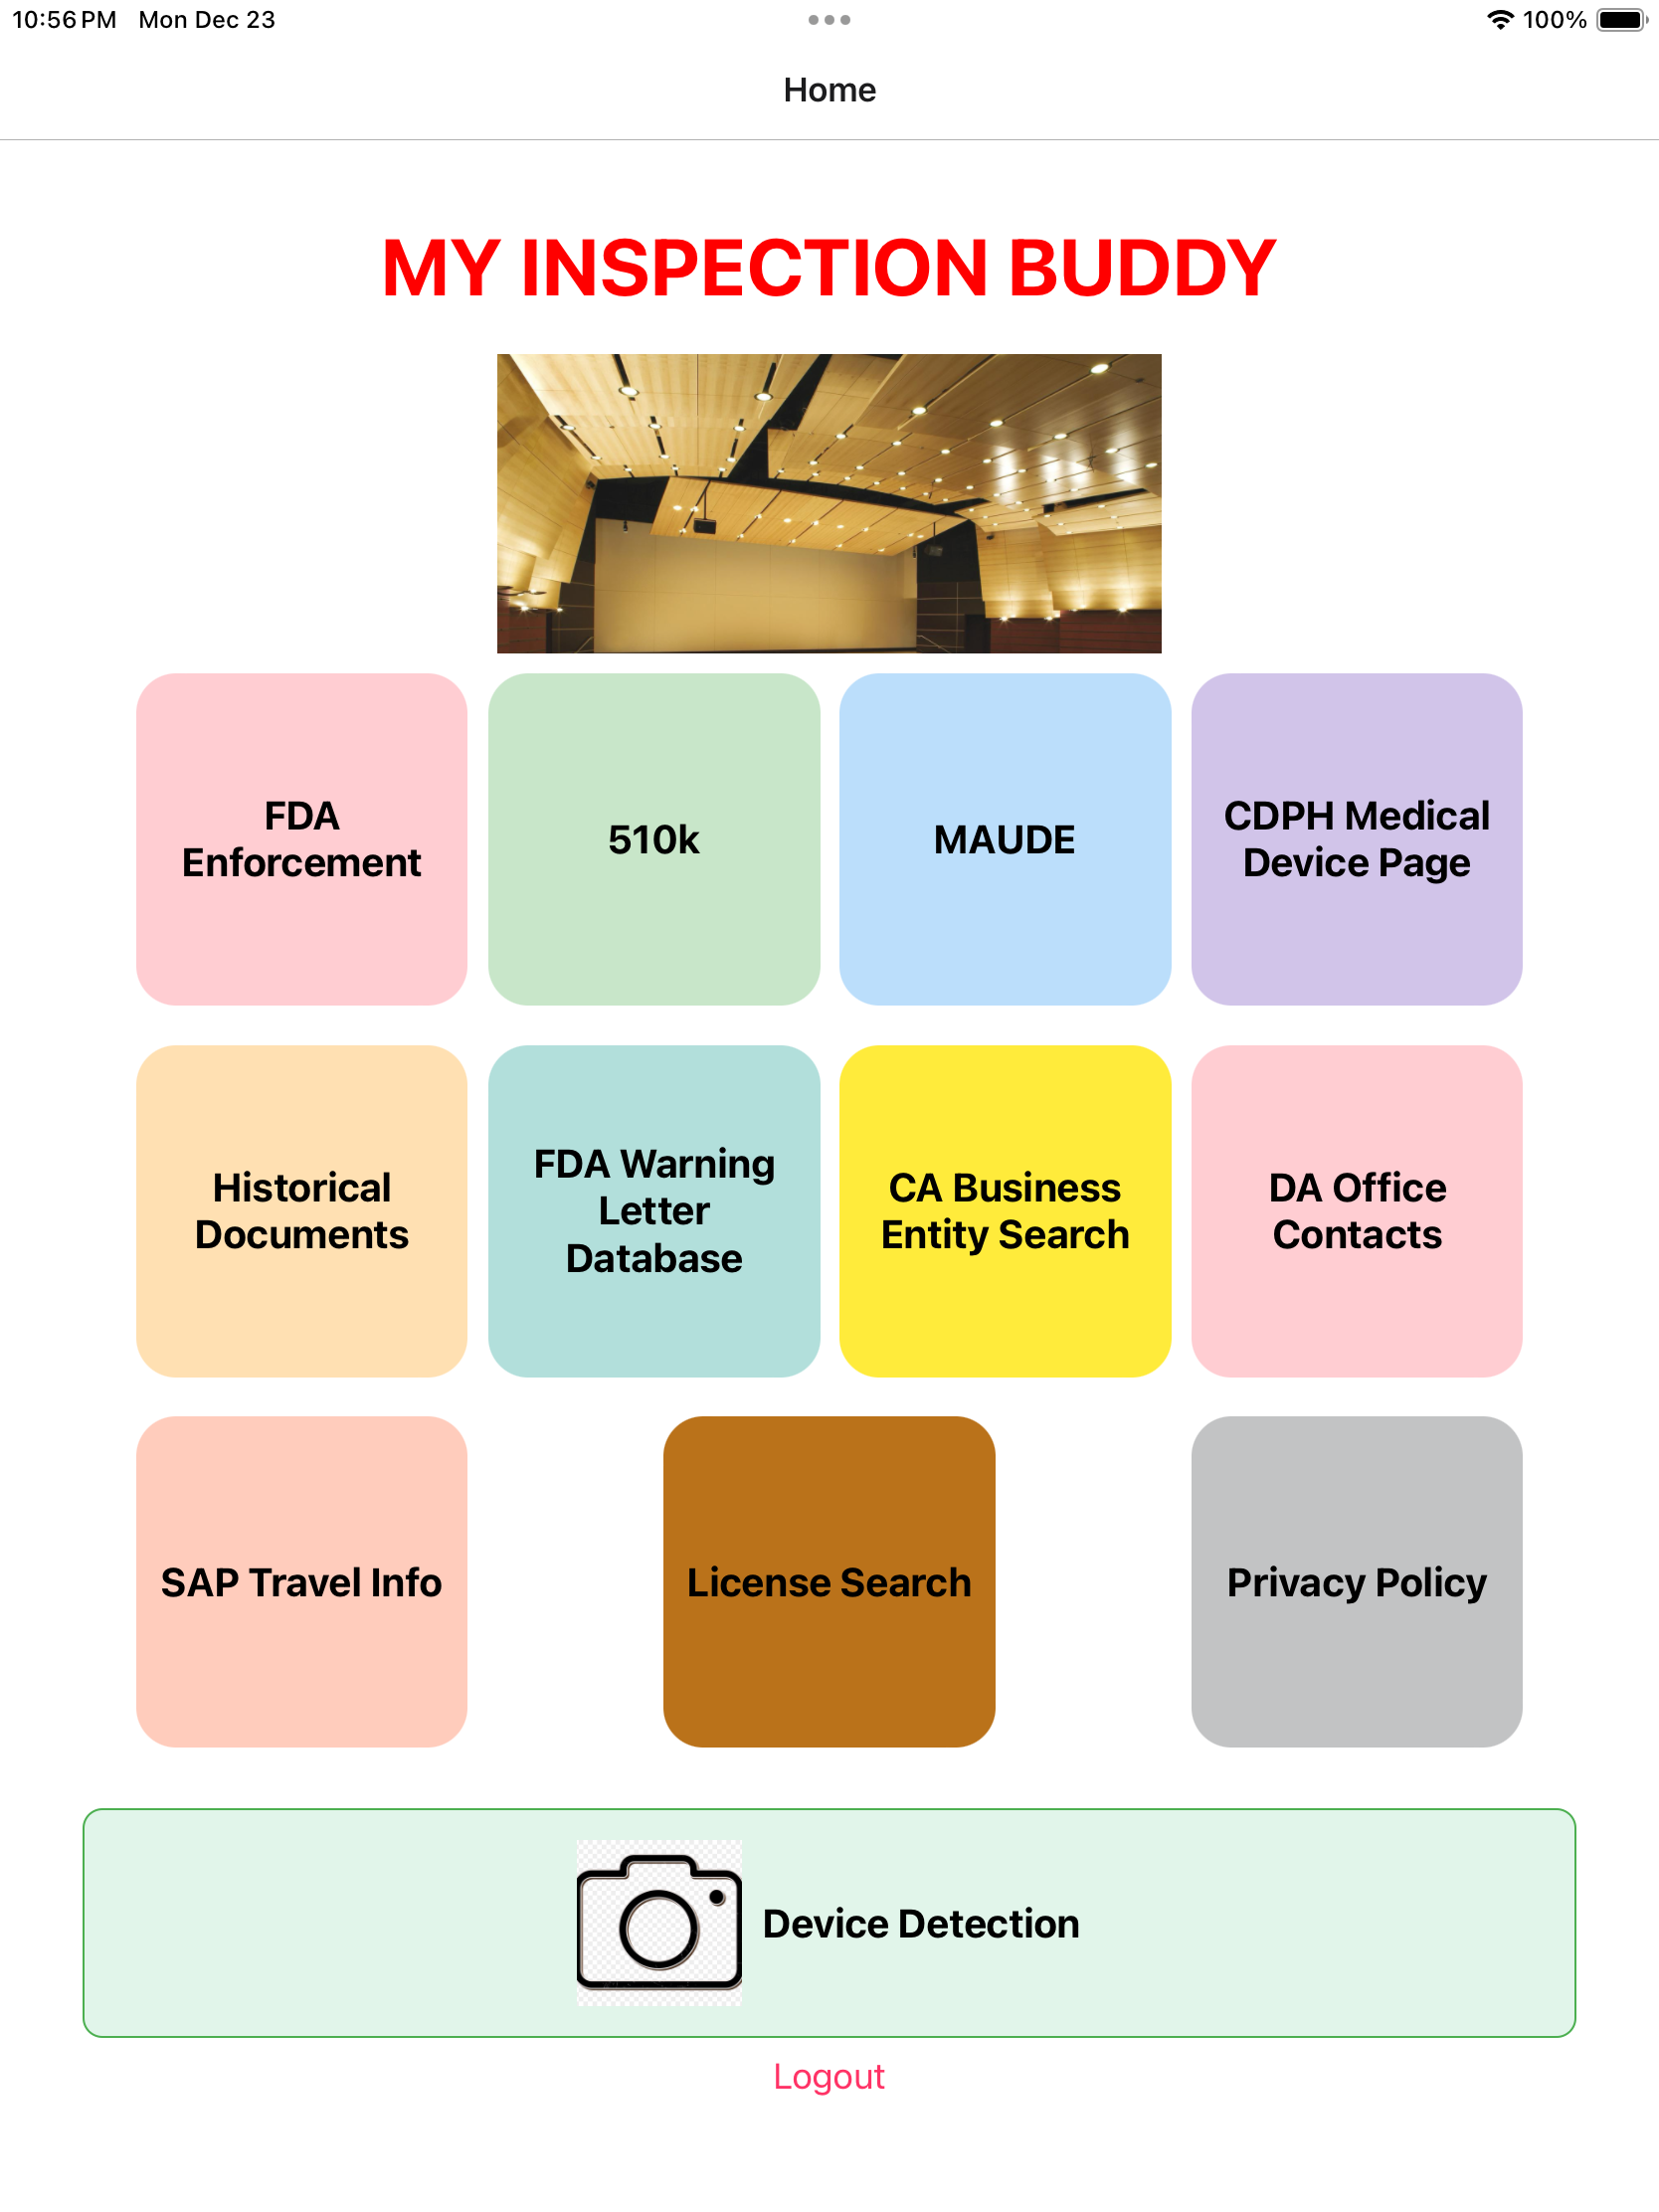 10:56 PM Mon Dec 23
100%
Home
MY INSPECTION BUDDY
FDA
Enforcement
510k
MAUDE
CDPH Medical
Device Page
Historical
Documents
FDA Warning
Letter
Database
CA Business
Entity Search
DA Office
Contacts
SAP Travel Info
License Search
Privacy Policy
Device Detection
Logout